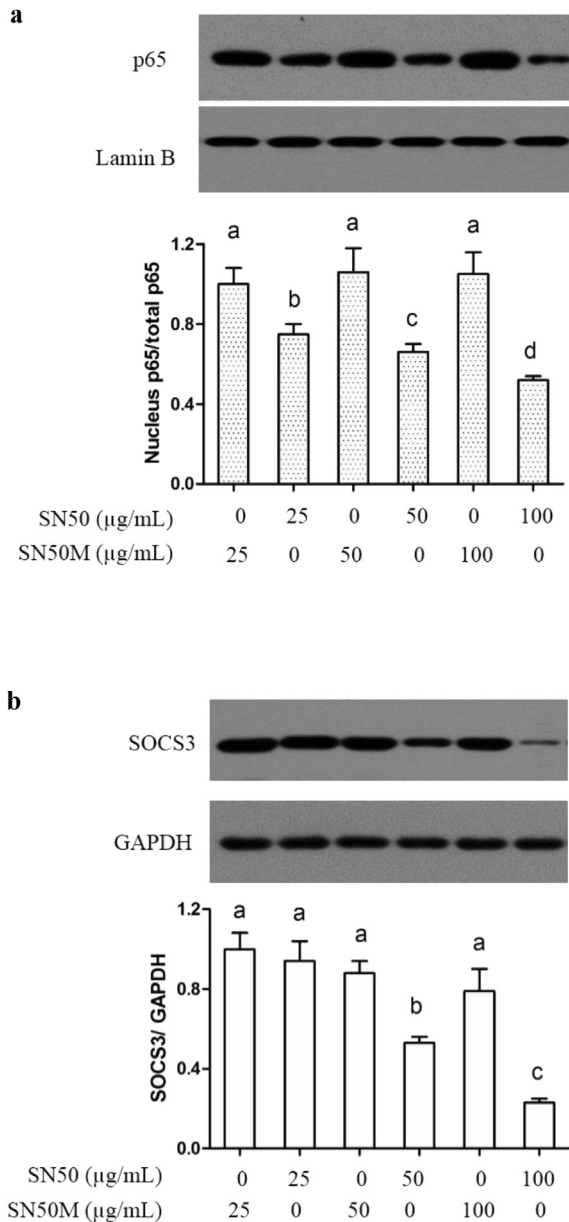 a
p65
Lamin B
a a a
b c d
1.2
0.8
0.4
0.0
Nucleus p65/total p65
SN50 (µg/mL) 0 25 0 50 0 100
SN50M (µg/mL) 25 0 50 0 100 0
b
SOCS3
GAPDH
a a a b a c
1.2
0.8
0.4
0.0
SOCS3/ GAPDH
SN50 (µg/mL) 0 25 0 50 0 100
SN50M (µg/mL) 25 0 50 0 100 0